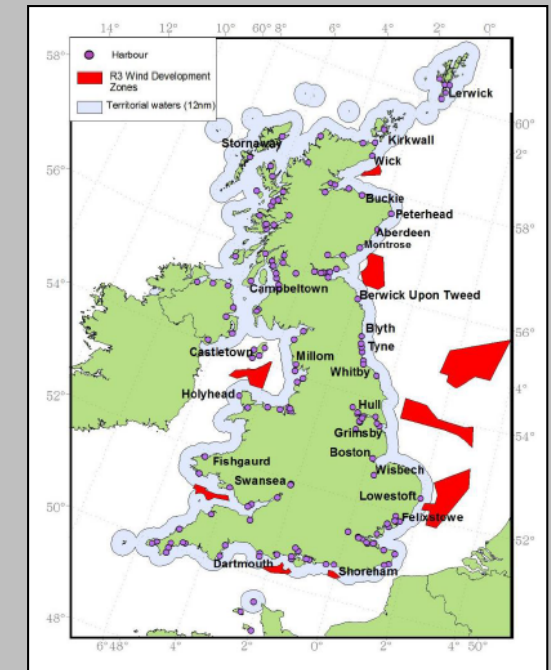 14° 12° 10° 60° 8° 6° 4° 2° 0°
58°
Harbour
R3 Wind Development
Zones
Territorial waters (12nm)
Lerwick
60°
Stornaway
Kirkwall
2°
Wick
56°
Buckie
Peterhead
58°
Aberdeen
Montrose
54°
Campbeltown
Berwick Upon Tweed
Blyth
56°
Tyne
Castletown
Millom
Whitby
4°
52°
Holyhead
Hull
Grimsby
54°
Boston
Fishgaurd
Wisbech
Swansea
Lowestoft
50°
Felixstowe
52°
Dartmouth
Shoreham
48°
6°48° 4° 2° 0° 2° 4° 50°